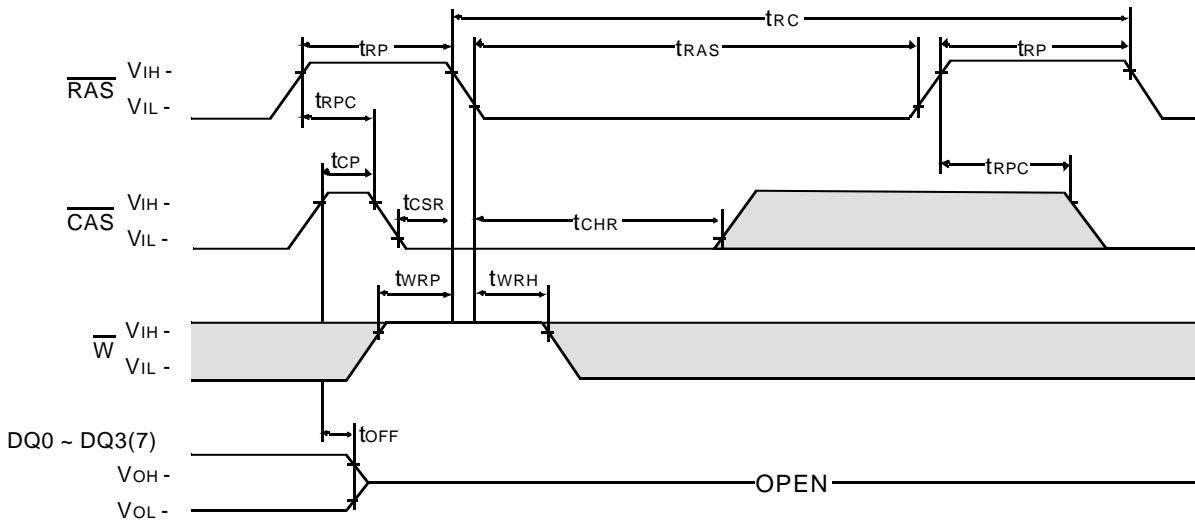 tRC
tRP tRAS tRP
RAS VIH -
VIL -
tRPC
tCP tRPC
CAS VIH -
VIL -
tCSR tCHR
tWRP tWRH
W VIH -
VIL -
tOFF
DQ0 ~ DQ3(7)
VOH -
VOL -
OPEN